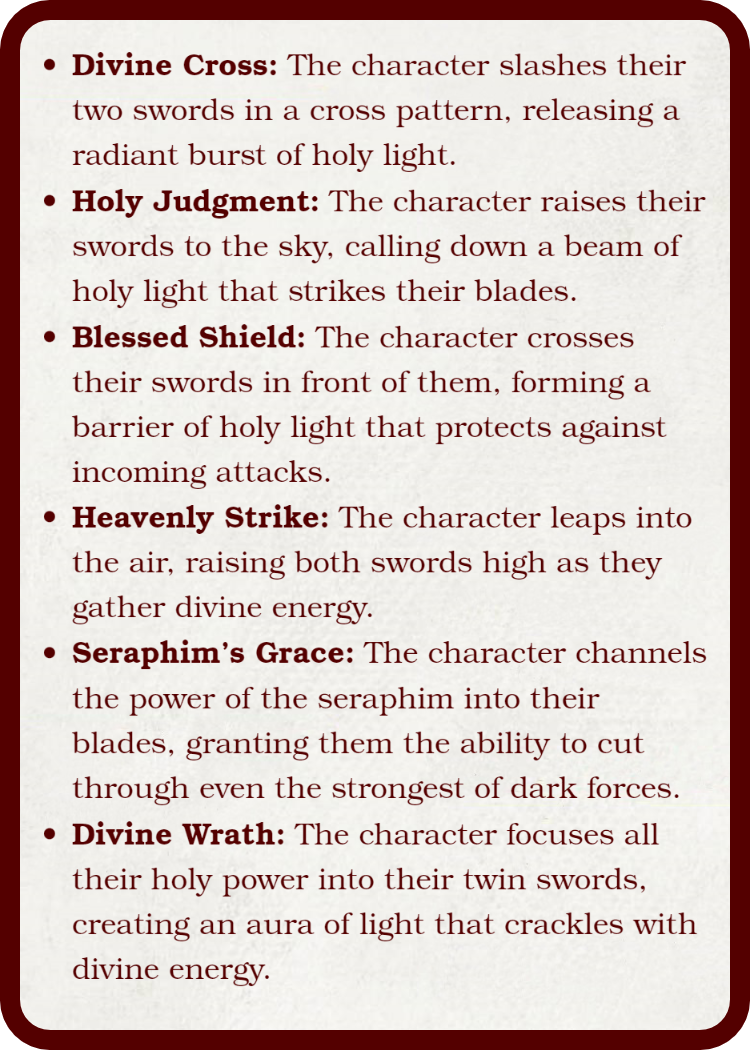 • Divine Cross: The character slashes their
two swords in a cross pattern, releasing a
radiant burst of holy light.
• Holy Judgment: The character raises their
swords to the sky, calling down a beam of
holy light that strikes their blades.
• Blessed Shield: The character crosses
their swords in front of them, forming a
barrier of holy light that protects against
incoming attacks.
• Heavenly Strike: The character leaps into
the air, raising both swords high as they
gather divine energy.
• Seraphim’s Grace: The character channels
the power of the seraphim into their
blades, granting them the ability to cut
through even the strongest of dark forces.
• Divine Wrath: The character focuses all
their holy power into their twin swords,
creating an aura of light that crackles with
divine energy.